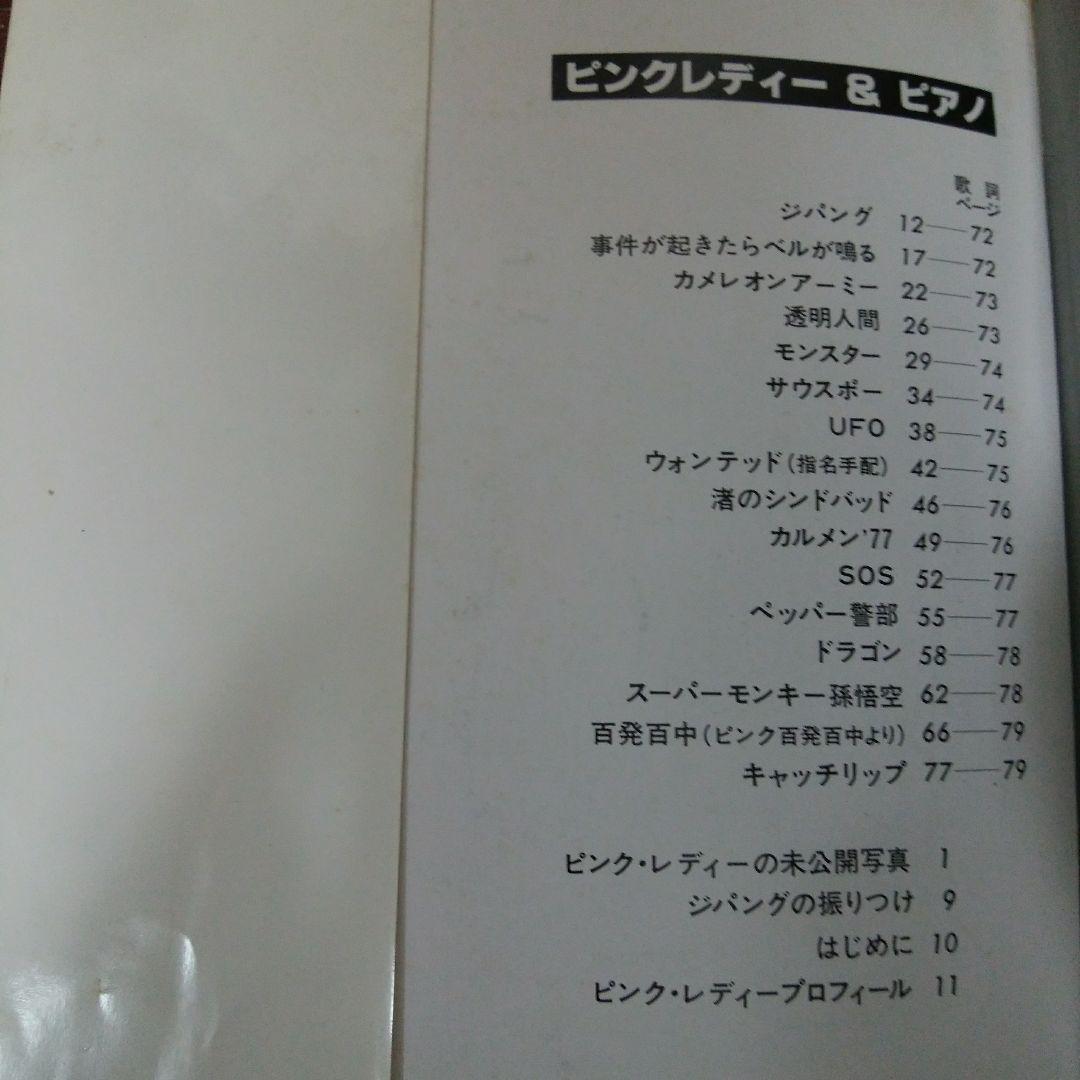 ピンクレディー & ピアノ
歌詞
ページ
ジパング 12——72
事件が起きたらベルが鳴る 17——72
カメレオンアーミー 22——73
透明人間 26——73
モンスター 29——74
サウスポー 34——74
UFO 38——75
ウォンテッド(指名手配) 42——75
渚のシンドバッド 46——76
カルメン'77 49——76
SOS 52——77
ペッパー警部 55——77
ドラゴン 58——78
スーパーモンキー孫悟空 62——78
百発百中(ピンク百発百中より) 66——79
キャッチリップ 77——79
ピンク・レディーの未公開写真 1
ジパングの振りつけ 9
はじめに 10
ピンク・レディープロフィール 11